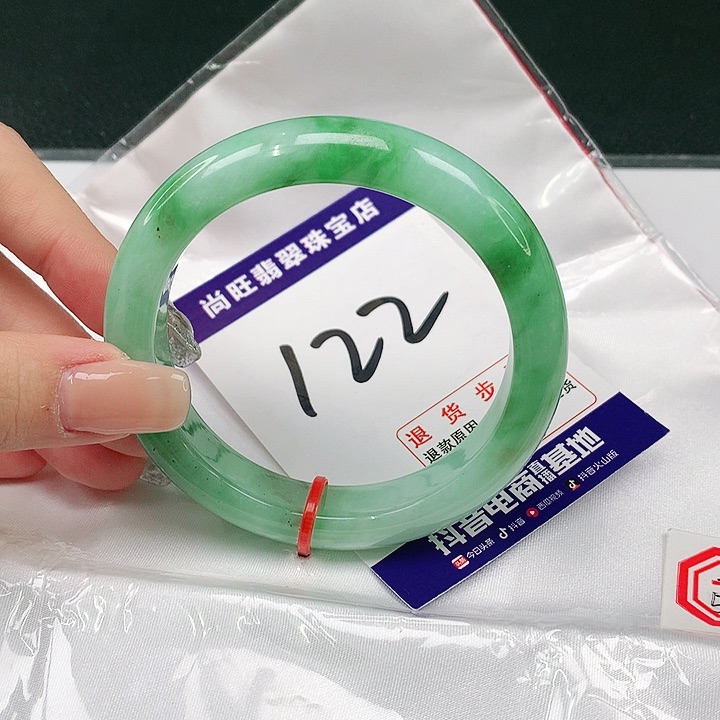 尚旺翡翠珠宝店
122
退货步
货
退款原因
抖音电商直播基地
今日头条 抖音 西瓜视频 抖音火山版